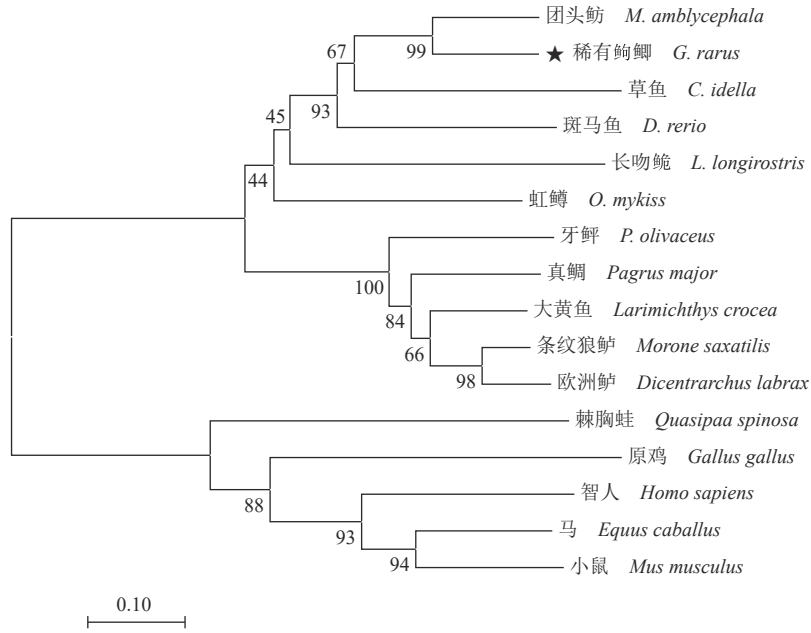 团头鲂 M. amblycephala
67
99
★ 稀有鮈鲫 G. rarus
草鱼 C. idella
45
93
斑马鱼 D. rerio
长吻鮠 L. longirostris
44
虹鳟 O. mykiss
牙鲆 P. olivaceus
真鲷 Pagrus major
100
大黄鱼 Larimichthys crocea
84
条纹狼鲈 Morone saxatilis
66
98
欧洲鲈 Dicentrarchus labrax
棘胸蛙 Quasipaa spinosa
原鸡 Gallus gallus
88
智人 Homo sapiens
93
马 Equus caballus
94
小鼠 Mus musculus
0.10